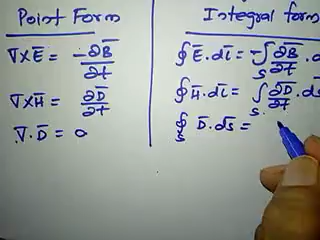 Point Form Integral form
∇×E̅ = -∂B̅/∂t ∮E̅.dl̅ = -∫S ∂B̅/∂t .d
∇×H̅ = ∂D̅/∂t ∮H̅.dl̅ = ∫S ∂D̅/∂t .ds
∇.D̅ = 0 ∮S D̅.ds̅ =